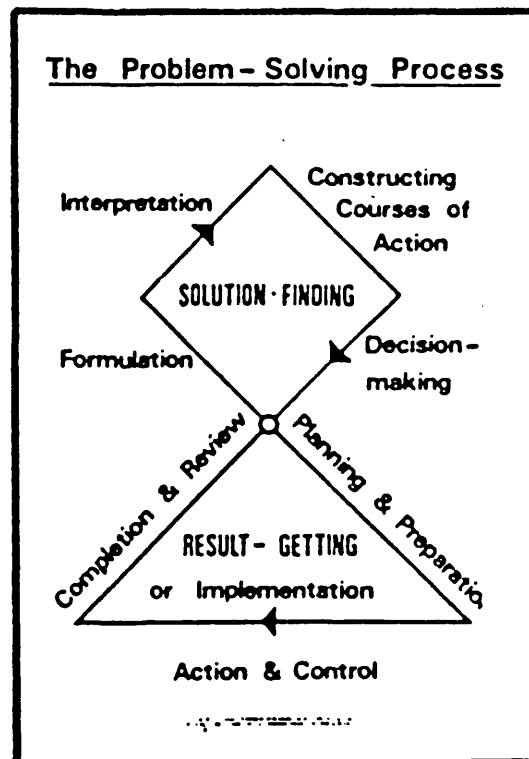 The Problem-Solving Process
Interpretation
Constructing
Courses of
Action
SOLUTION-FINDING
Formulation
Decision-
making
Completion & Review
Planning & Preparation
RESULT-GETTING
or Implementation
Action & Control